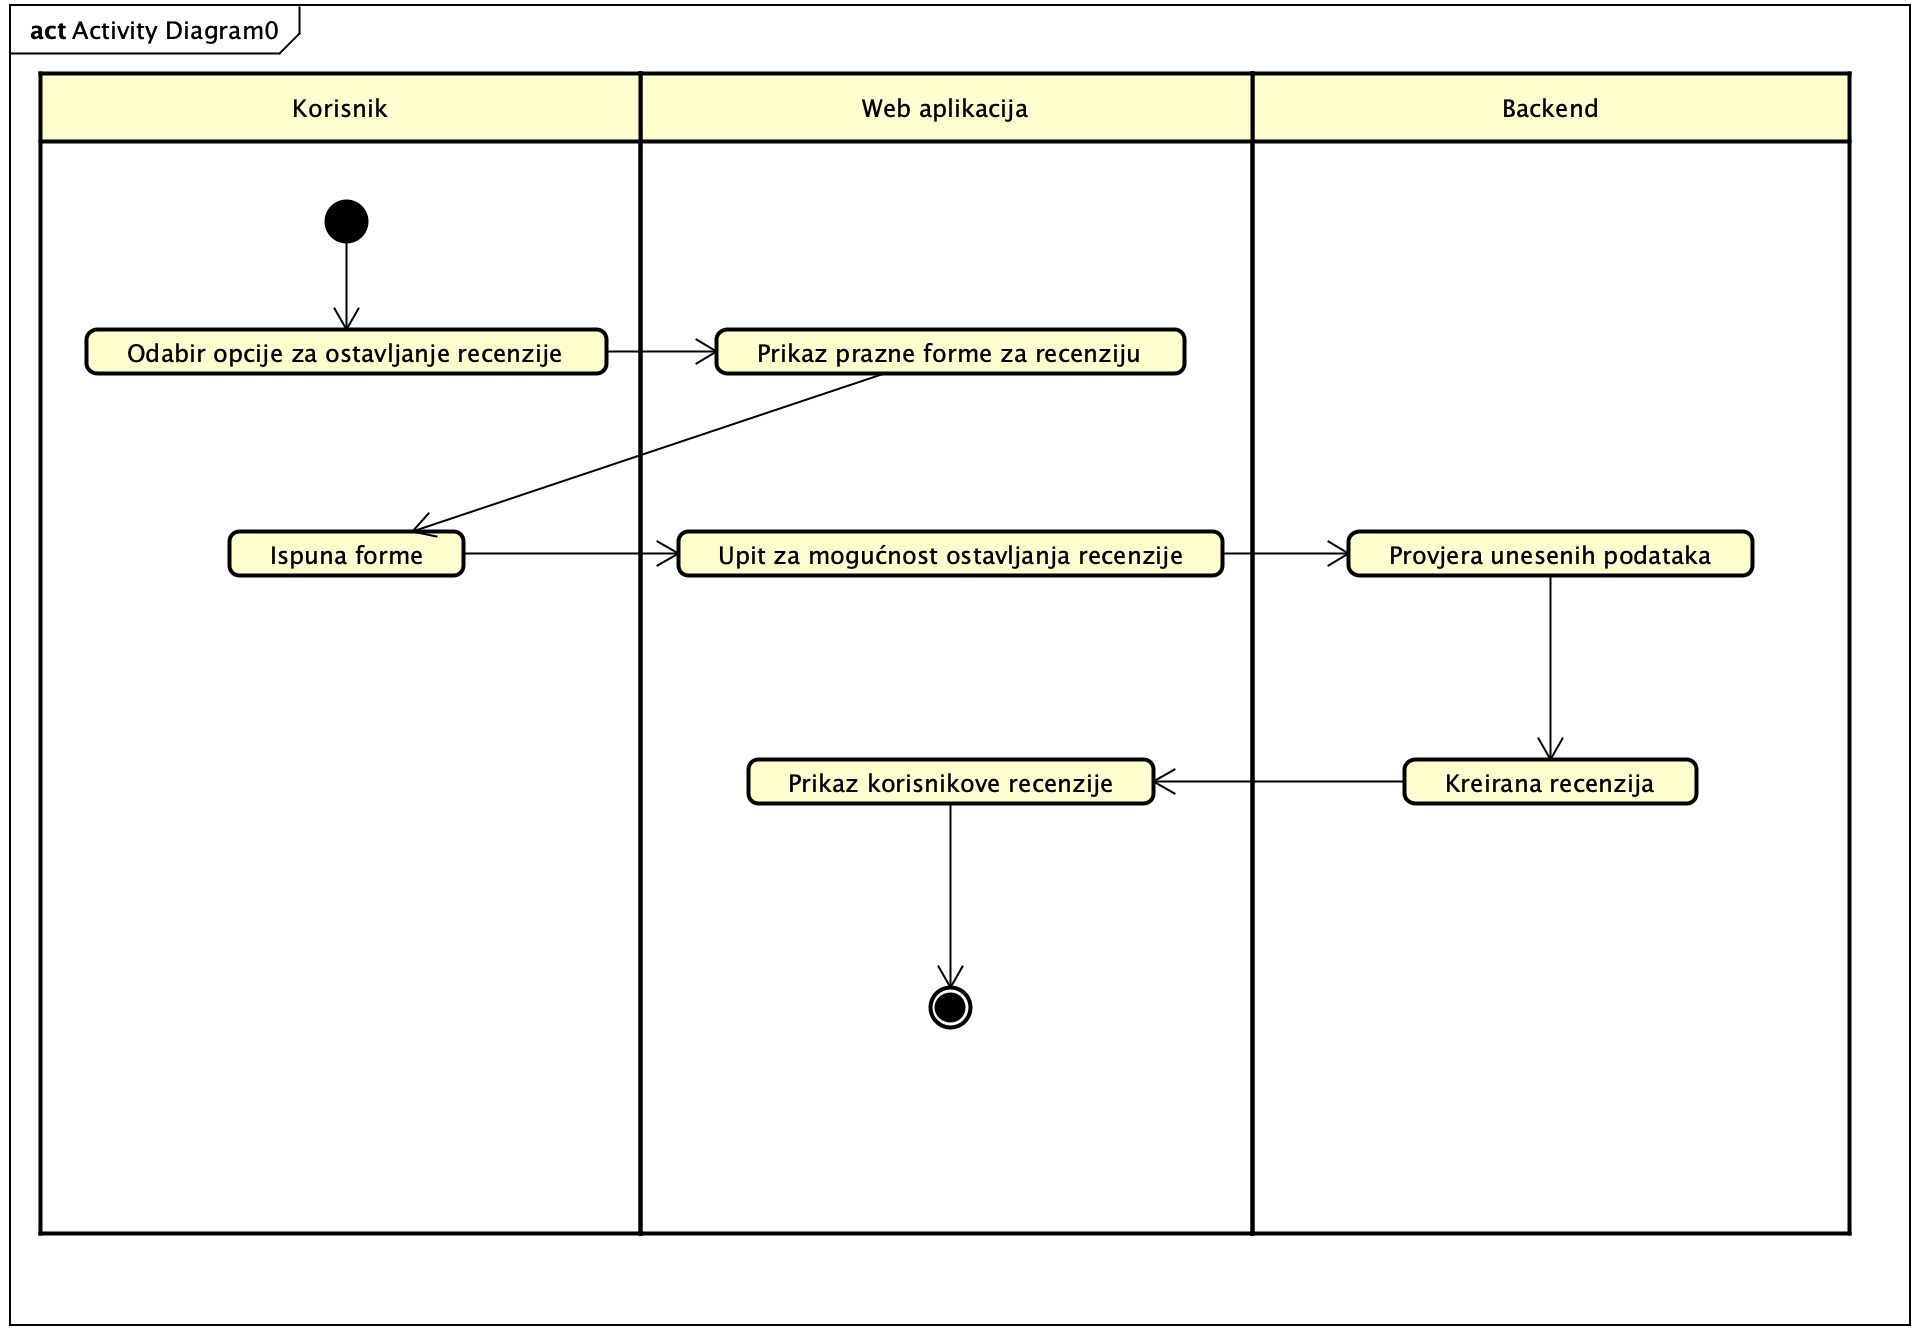 act Activity Diagram0
Korisnik
Web aplikacija
Backend
Odabir opcije za ostavljanje recenzije
Prikaz prazne forme za recenziju
Ispuna forme
Upit za mogućnost ostavljanja recenzije
Provjera unesenih podataka
Prikaz korisnikove recenzije
Kreirana recenzija